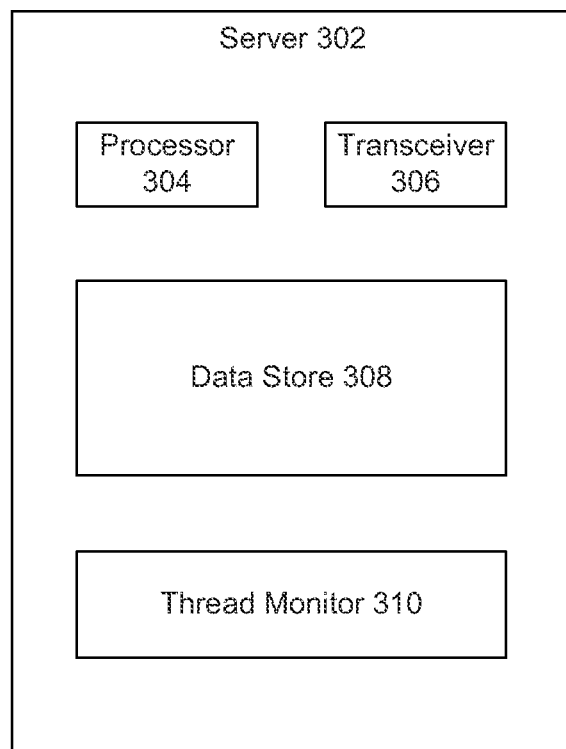 Server 302
Processor
304
Transceiver
306
Data Store 308
Thread Monitor 310